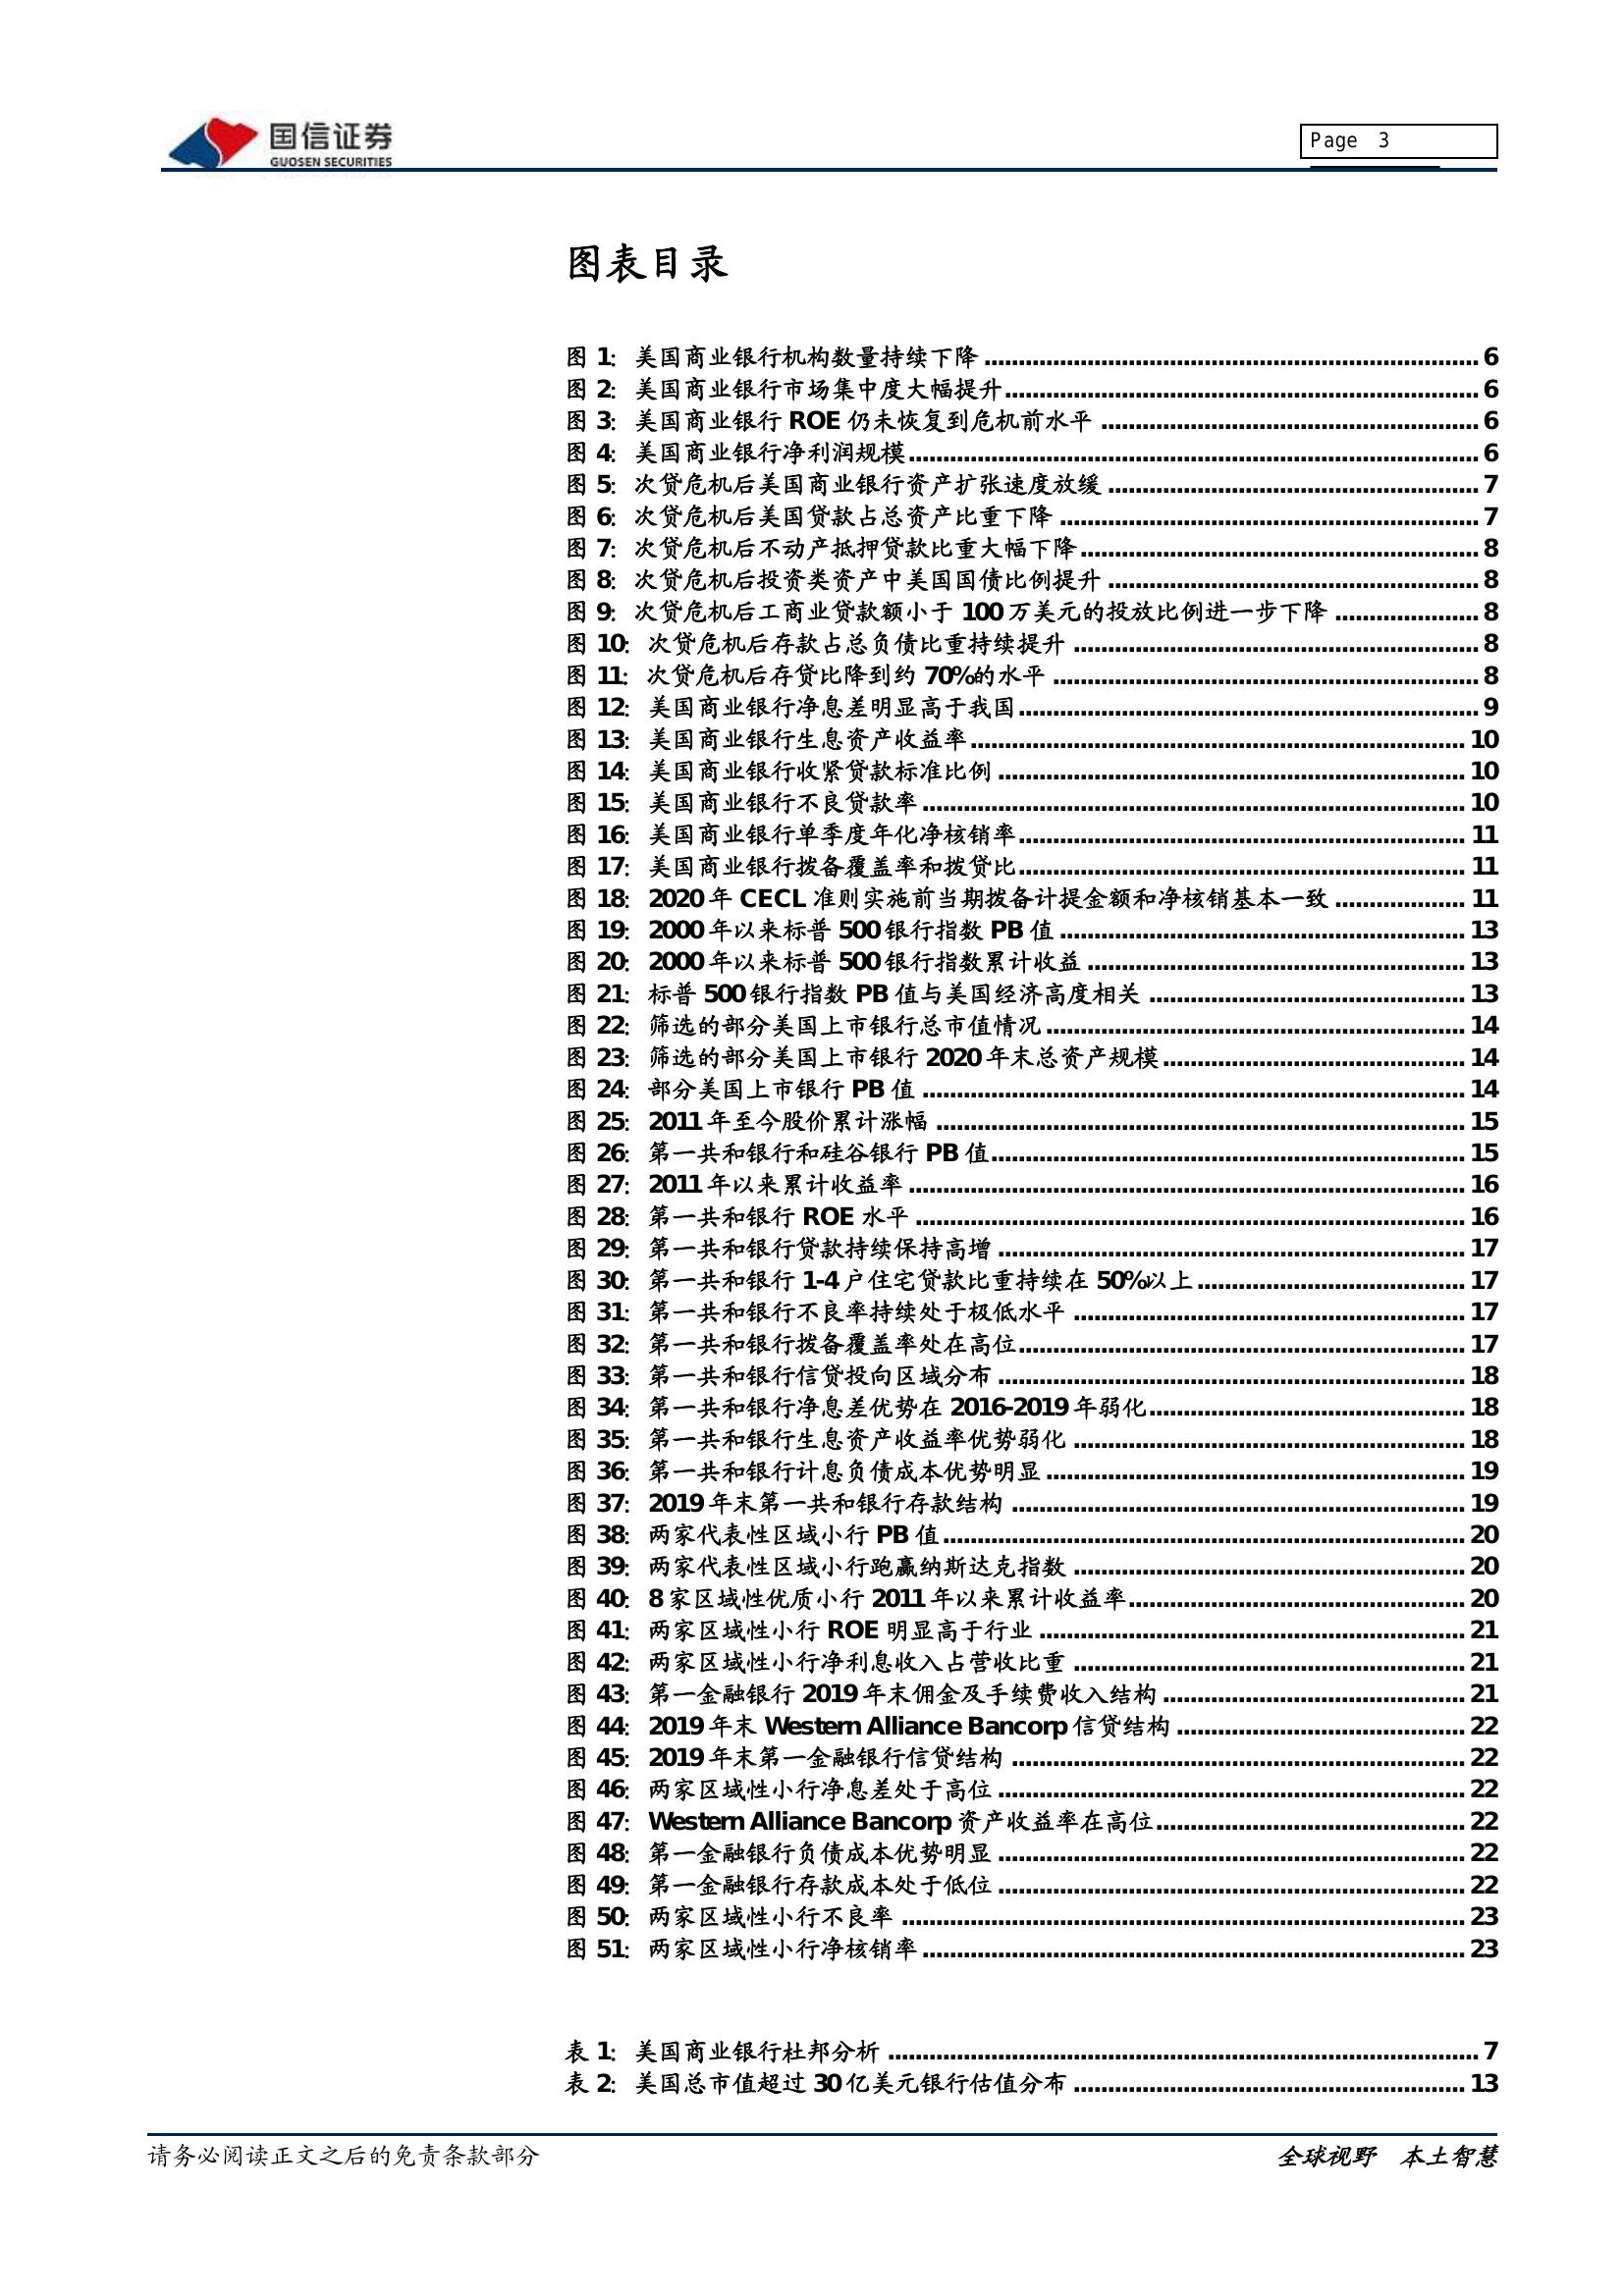 国信证券
GUOSEN SECURITIES
Page 3
图表目录
图 1: 美国商业银行机构数量持续下降 6
图 2: 美国商业银行市场集中度大幅提升 6
图 3: 美国商业银行 ROE 仍未恢复到危机前水平 6
图 4: 美国商业银行净利润规模 6
图 5: 次贷危机后美国商业银行资产扩张速度放缓 7
图 6: 次贷危机后美国贷款占总资产比重下降 7
图 7: 次贷危机后不动产抵押贷款比重大幅下降 8
图 8: 次贷危机后投资类资产中美国国债比例提升 8
图 9: 次贷危机后工商业贷款额小于 100 万美元的投放比例进一步下降 8
图 10: 次贷危机后存款占总负债比重持续提升 8
图 11: 次贷危机后存贷比降到约 70%的水平 8
图 12: 美国商业银行净息差明显高于我国 9
图 13: 美国商业银行生息资产收益率 10
图 14: 美国商业银行收紧贷款标准比例 10
图 15: 美国商业银行不良贷款率 10
图 16: 美国商业银行单季度年化净核销率 11
图 17: 美国商业银行拨备覆盖率和拨贷比 11
图 18: 2020 年 CECL 准则实施前当期拨备计提金额和净核销基本一致 11
图 19: 2000 年以来标普 500 银行指数 PB 值 13
图 20: 2000 年以来标普 500 银行指数累计收益 13
图 21: 标普 500 银行指数 PB 值与美国经济高度相关 13
图 22: 筛选的部分美国上市银行总市值情况 14
图 23: 筛选的部分美国上市银行 2020 年末总资产规模 14
图 24: 部分美国上市银行 PB 值 14
图 25: 2011 年至今股价累计涨幅 15
图 26: 第一共和银行和硅谷银行 PB 值 15
图 27: 2011 年以来累计收益率 16
图 28: 第一共和银行 ROE 水平 16
图 29: 第一共和银行贷款持续保持高增 17
图 30: 第一共和银行 1-4 户住宅贷款比重持续在 50%以上 17
图 31: 第一共和银行不良率持续处于极低水平 17
图 32: 第一共和银行拨备覆盖率处在高位 17
图 33: 第一共和银行信贷投向区域分布 18
图 34: 第一共和银行净息差优势在 2016-2019 年弱化 18
图 35: 第一共和银行生息资产收益率优势弱化 18
图 36: 第一共和银行计息负债成本优势明显 19
图 37: 2019 年末第一共和银行存款结构 19
图 38: 两家代表性区域小行 PB 值 20
图 39: 两家代表性区域小行跑赢纳斯达克指数 20
图 40: 8 家区域性优质小行 2011 年以来累计收益率 20
图 41: 两家区域性小行 ROE 明显高于行业 21
图 42: 两家区域性小行净利息收入占营收比重 21
图 43: 第一金融银行 2019 年末佣金及手续费收入结构 21
图 44: 2019 年末 Western Alliance Bancorp 信贷结构 22
图 45: 2019 年末第一金融银行信贷结构 22
图 46: 两家区域性小行净息差处于高位 22
图 47: Western Alliance Bancorp 资产收益率在高位 22
图 48: 第一金融银行负债成本优势明显 22
图 49: 第一金融银行存款成本处于低位 22
图 50: 两家区域性小行不良率 23
图 51: 两家区域性小行净核销率 23
表 1: 美国商业银行杜邦分析 7
表 2: 美国总市值超过 30 亿美元银行估值分布 13
请务必阅读正文之后的免责条款部分
全球视野 本土智慧